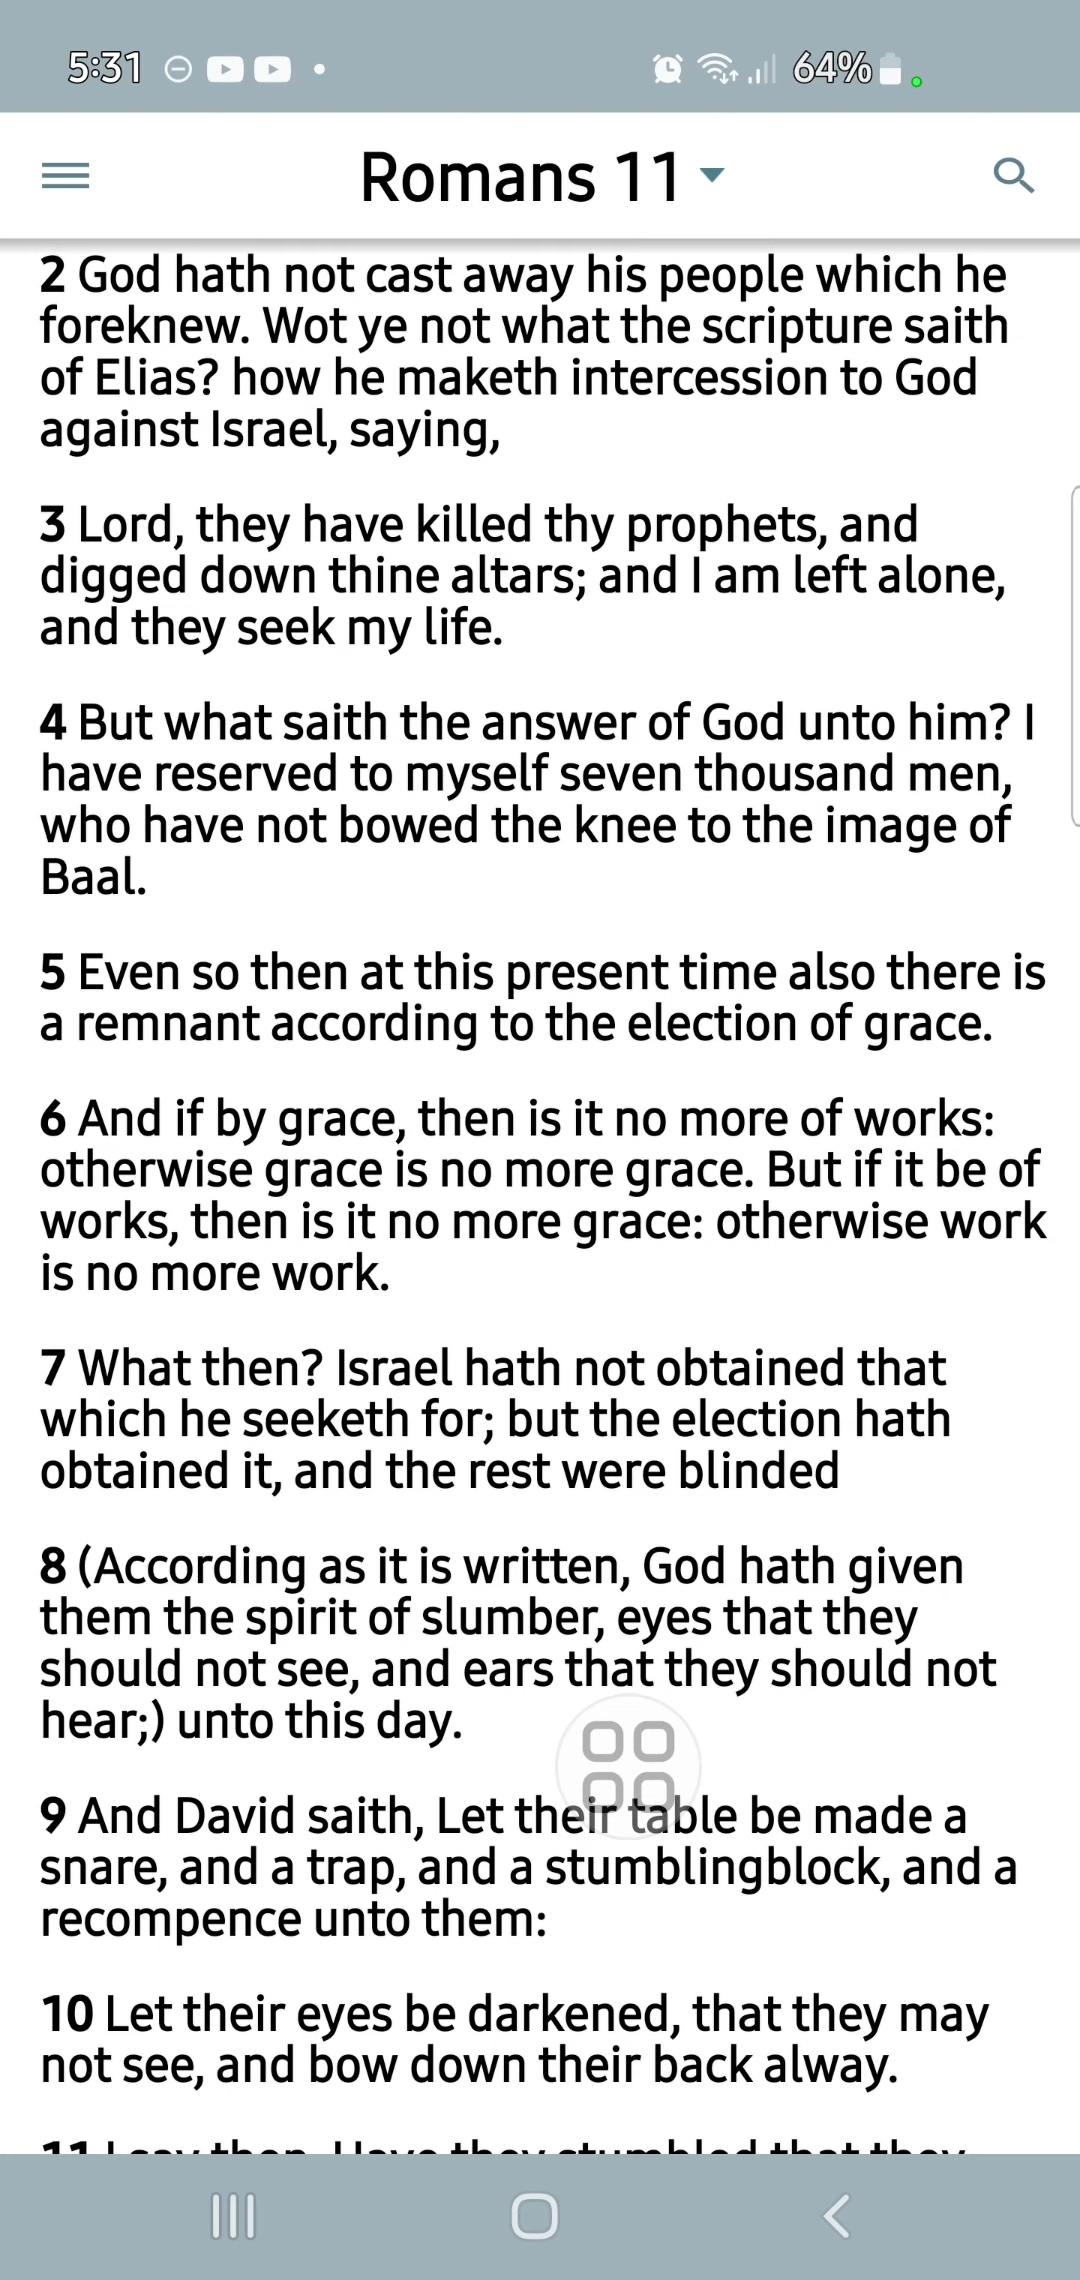 5:31
64%
Romans 11
2 God hath not cast away his people which he
foreknew. Wot ye not what the scripture saith
of Elias? how he maketh intercession to God
against Israel, saying,
3 Lord, they have killed thy prophets, and
digged down thine altars; and I am left alone,
and they seek my life.
4 But what saith the answer of God unto him? I
have reserved to myself seven thousand men,
who have not bowed the knee to the image of
Baal.
5 Even so then at this present time also there is
a remnant according to the election of grace.
6 And if by grace, then is it no more of works:
otherwise grace is no more grace. But if it be of
works, then is it no more grace: otherwise work
is no more work.
7 What then? Israel hath not obtained that
which he seeketh for; but the election hath
obtained it, and the rest were blinded
8 (According as it is written, God hath given
them the spirit of slumber, eyes that they
should not see, and ears that they should not
hear;) unto this day.
9 And David saith, Let their table be made a
snare, and a trap, and a stumblingblock, and a
recompence unto them:
10 Let their eyes be darkened, that they may
not see, and bow down their back alway.
11 I say then, Have they stumbled that they